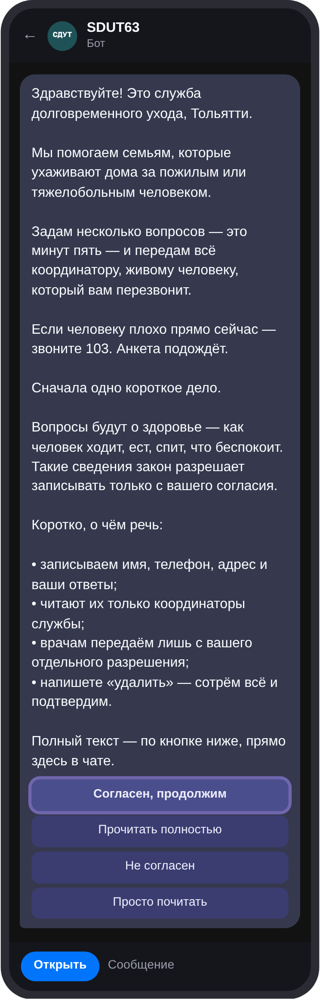 ←
СДУТ
SDUT63
Бот
Здравствуйте! Это служба
долговременного ухода, Тольятти.
Мы помогаем семьям, которые
ухаживают дома за пожилым или
тяжелобольным человеком.
Задам несколько вопросов — это
минут пять — и передам всё
координатору, живому человеку,
который вам перезвонит.
Если человеку плохо прямо сейчас —
звоните 103. Анкета подождёт.
Сначала одно короткое дело.
Вопросы будут о здоровье — как
человек ходит, ест, спит, что беспокоит.
Такие сведения закон разрешает
записывать только с вашего согласия.
Коротко, о чём речь:
• записываем имя, телефон, адрес и
ваши ответы;
• читают их только координаторы
службы;
• врачам передаём лишь с вашего
отдельного разрешения;
• напишете «удалить» — сотрём всё и
подтвердим.
Полный текст — по кнопке ниже, прямо
здесь в чате.
Согласен, продолжим
Прочитать полностью
Не согласен
Просто почитать
Открыть Сообщение